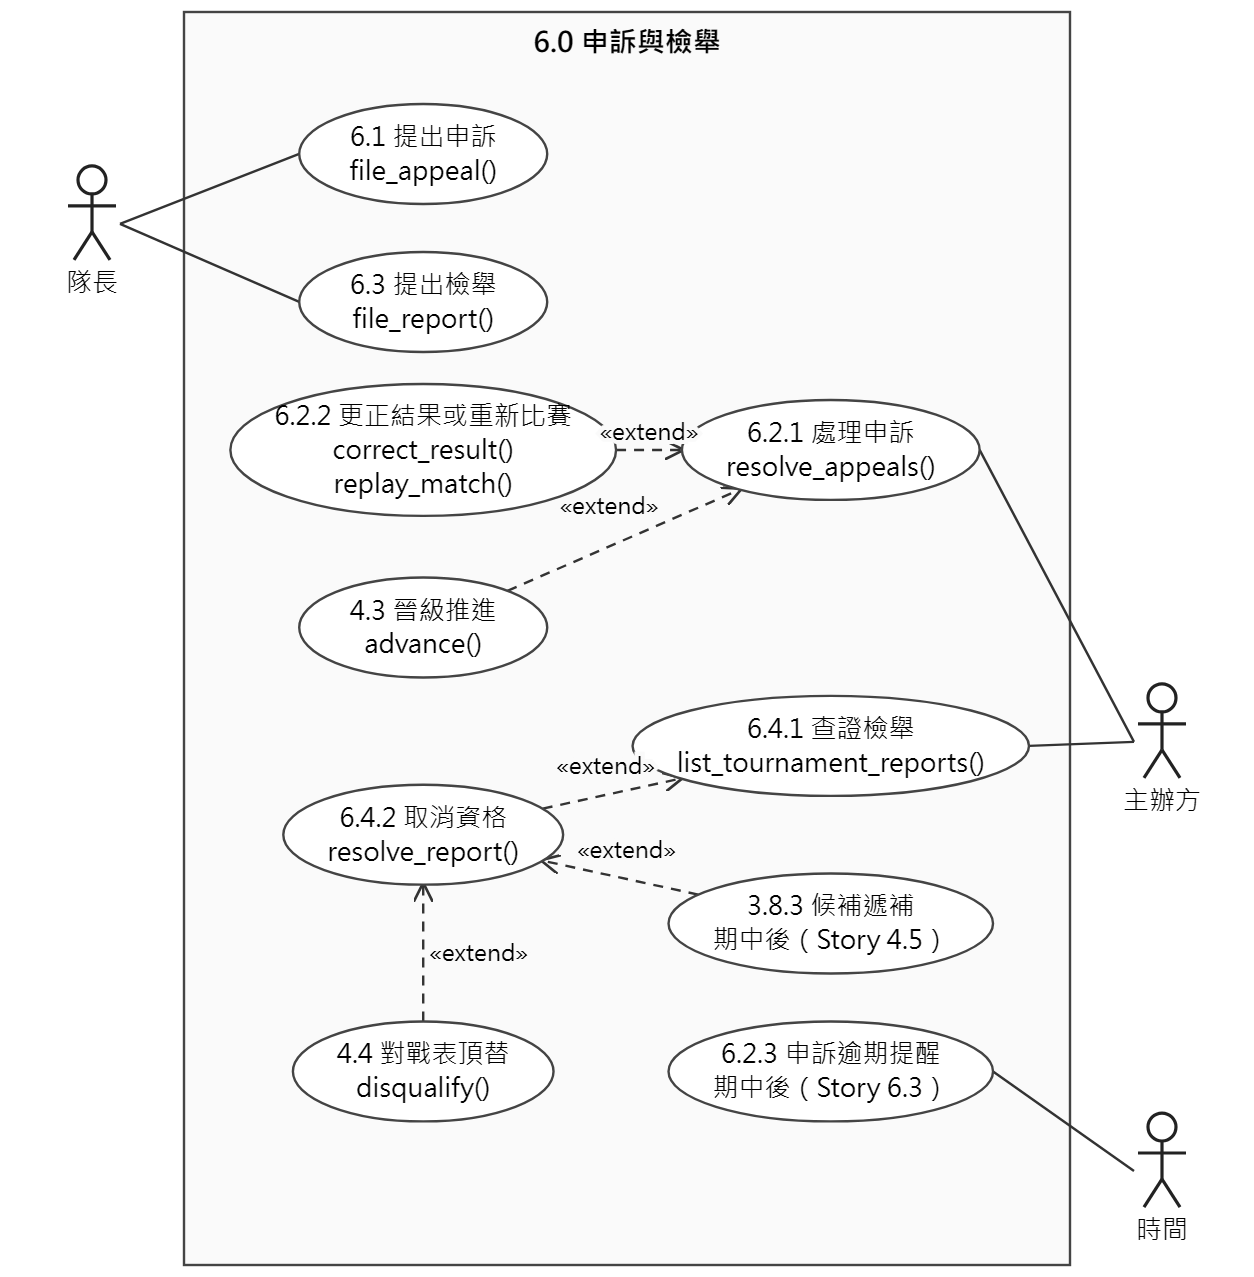 6.0 申訴與檢舉
6.1 提出申訴
file_appeal()
隊長
6.3 提出檢舉
file_report()
6.2.2 更正結果或重新比賽
correct_result()
replay_match()
«extend»
6.2.1 處理申訴
resolve_appeals()
«extend»
4.3 晉級推進
advance()
6.4.1 查證檢舉
list_tournament_reports()
主辦方
«extend»
6.4.2 取消資格
resolve_report()
«extend»
3.8.3 候補遞補
期中後（Story 4.5）
«extend»
4.4 對戰表頂替
disqualify()
6.2.3 申訴逾期提醒
期中後（Story 6.3）
時間